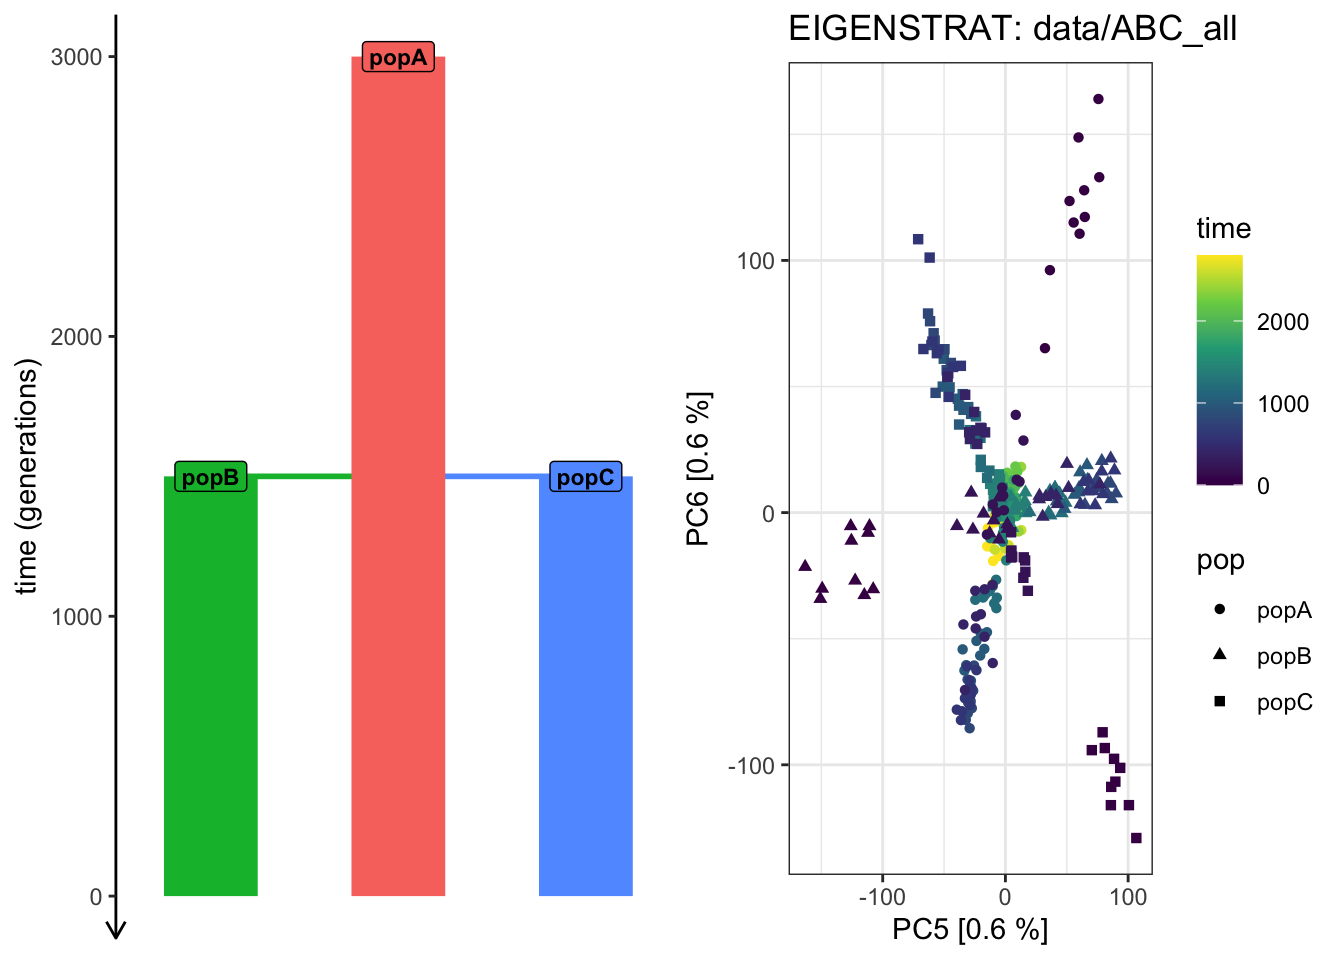 3000
2000
1000
0
time (generations)
popA
popB
popC
EIGENSTRAT: data/ABC_all
100
0
-100
PC6 [0.6 %]
-100
0
100
PC5 [0.6 %]
time
2000
1000
0
pop
popA
popB
popC